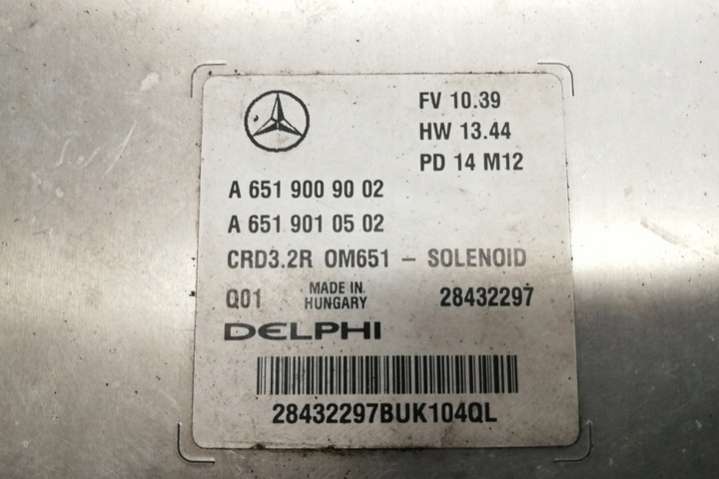 FV 10.39
HW 13.44
PD 14 M12
A 651 900 90 02
A 651 901 05 02
CRD3.2R OM651 – SOLENOID
Q01 MADE IN HUNGARY 28432297
DELPHI
28432297BUK104QL